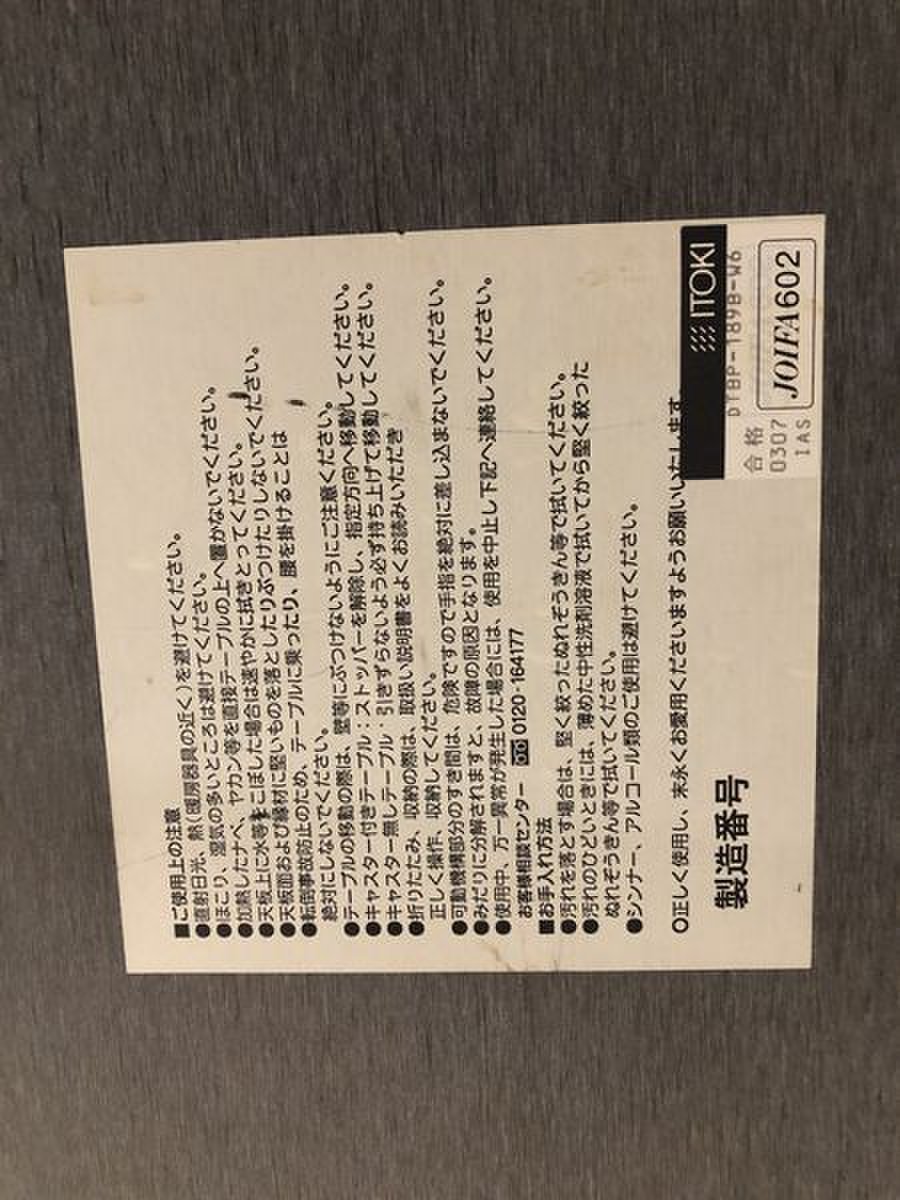 ■ご使用上の注意
●直射日光、熱(暖房器具の近く)を避けてください。
●ほこり、湿気の多いところは避けてください。
●加熱したナベ、ヤカン等を直接テーブルの上へ置かないでください。
●天板上に水等をこぼした場合は速やかに拭きとってください。
●天板面および縁材に堅いものを落としたりぶつけたりしないでください。
●転倒事故防止のため、テーブルに乗ったり、腰を掛けることは
絶対にしないでください。
●テーブルの移動の際は、壁等にぶつけないようにご注意ください。
●キャスター付きテーブル：ストッパーを解除し、指定方向へ移動してください。
●キャスター無しテーブル：引きずらないよう必ず持ち上げて移動してください。
●折りたたみ、収納の際は、取扱い説明書をよくお読みいただき
正しく操作、収納してください。
●可動機構部分のすき間は、危険ですので手指を絶対に差し込まないでください。
●みだりに分解されますと、故障の原因となります。
●使用中、万一異常が発生した場合には、使用を中止し下記へ連絡してください。
お客様相談センター 0120-164177
■お手入れ方法
●汚れを落とす場合は、堅く絞ったぬれぞうきん等で拭いてください。
●汚れのひどいときには、薄めた中性洗剤溶液で拭いてから堅く絞った
ぬれぞうきん等で拭いてください。
●シンナー、アルコール類のご使用は避けてください。
○正しく使用し、末永くお愛用くださいますようお願いいたします
製造番号
ITOKI
DTBP-189B-W6
合格
0307
1AS
JOIFA602